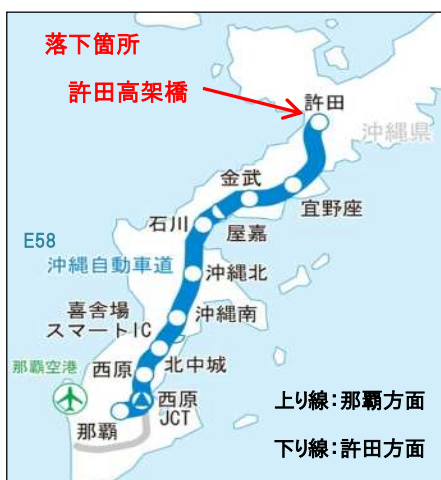 落下箇所
許田高架橋
許田
沖縄県
金武
宜野座
石川
屋嘉
E58
沖縄自動車道
沖縄北
喜舎場
スマートIC
沖縄南
北中城
西原
那覇空港
西原
JCT
那覇
上り線：那覇方面
下り線：許田方面